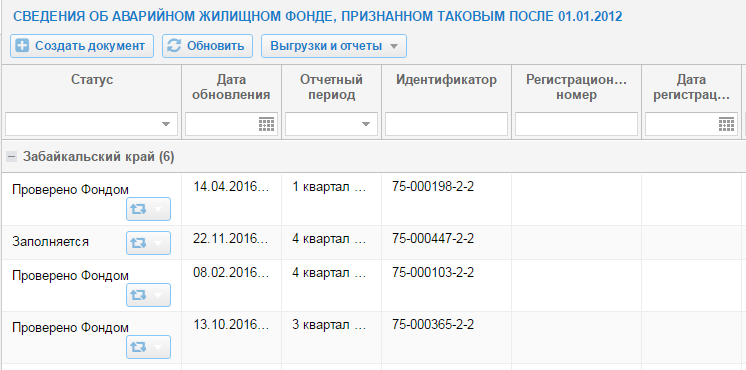 СВЕДЕНИЯ ОБ АВАРИЙНОМ ЖИЛИЩНОМ ФОНДЕ, ПРИЗНАННОМ ТАКОВЫМ ПОСЛЕ 01.01.2012
Создать документ Обновить Выгрузки и отчеты
Статус Дата обновления Отчетный период Идентификатор Регистрацион... номер Дата регистрац...
Забайкальский край (6)
Проверено Фондом 14.04.2016... 1 квартал ... 75-000198-2-2
Заполняется 22.11.2016... 4 квартал ... 75-000447-2-2
Проверено Фондом 08.02.2016... 4 квартал ... 75-000103-2-2
Проверено Фондом 13.10.2016... 3 квартал ... 75-000365-2-2